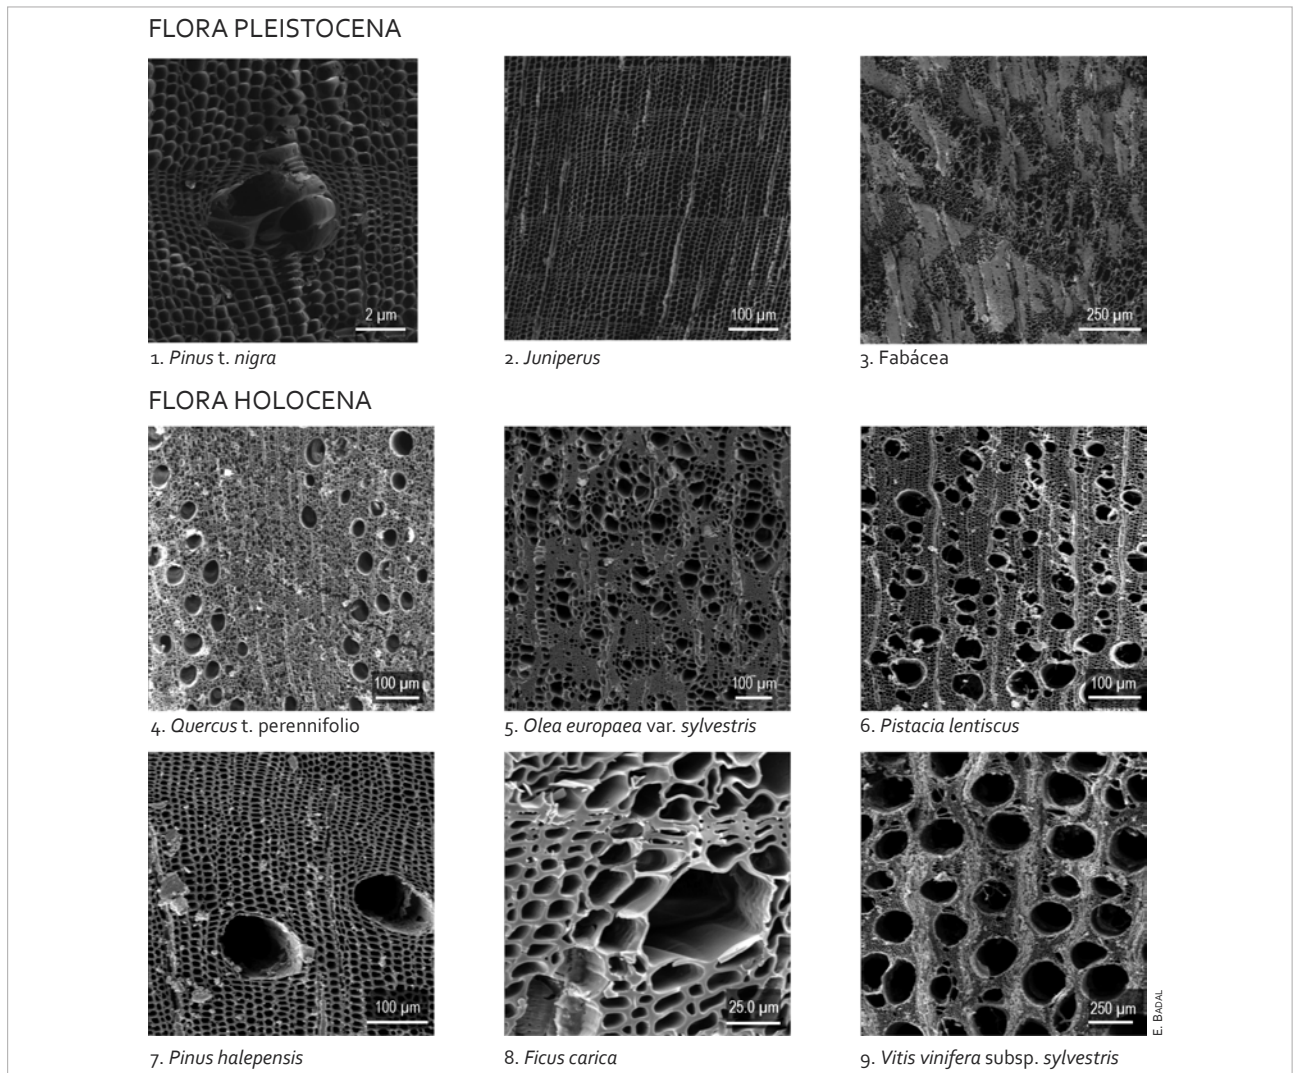 FLORA PLEISTOCENA
2 µm
100 µm
250 µm
1. Pinus t. nigra
2. Juniperus
3. Fabácea
FLORA HOLOCENA
100 µm
100 µm
100 µm
4. Quercus t. perennifolio
5. Olea europaea var. sylvestris
6. Pistacia lentiscus
100 µm
25.0 µm
250 µm
E. BADAL
7. Pinus halepensis
8. Ficus carica
9. Vitis vinifera subsp. sylvestris